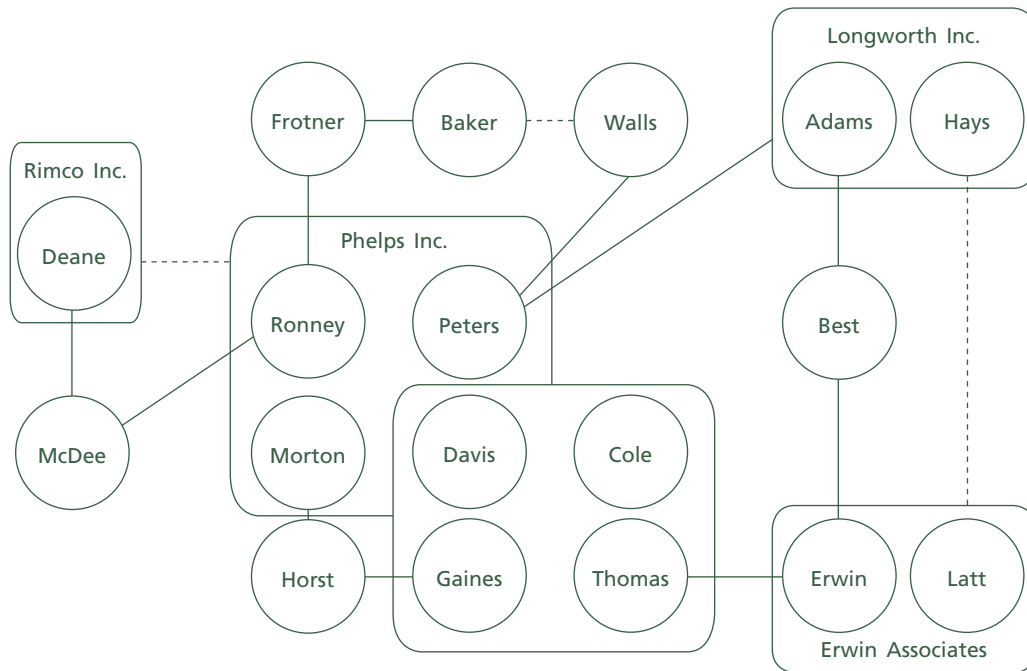 Longworth Inc.
Frotner Baker Walls Adams Hays
Rimco Inc.
Deane
Phelps Inc.
Ronney Peters Best
McDee Morton Davis Cole
Horst Gaines Thomas Erwin Latt
Erwin Associates